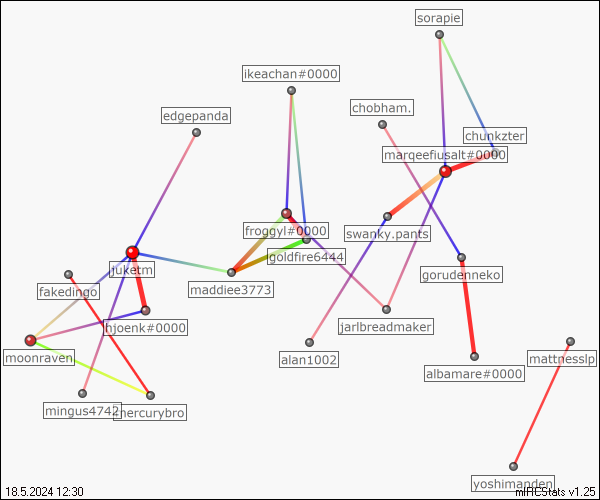 sorapie
ikeachan#0000
chobham.
edgepanda
chunkzter
marqeefiusalt#0000
froggyl#0000
swanky.pants
goldfire6444
juketm
gorudenneko
fakedingo
maddiee3773
hjoenk#0000
jarlbreadmaker
moonraven
alan1002
mattnesslp
albamare#0000
mingus4742
mercurybro
yoshimanden
18.5.2024 12:30
mIRCStats v1.25